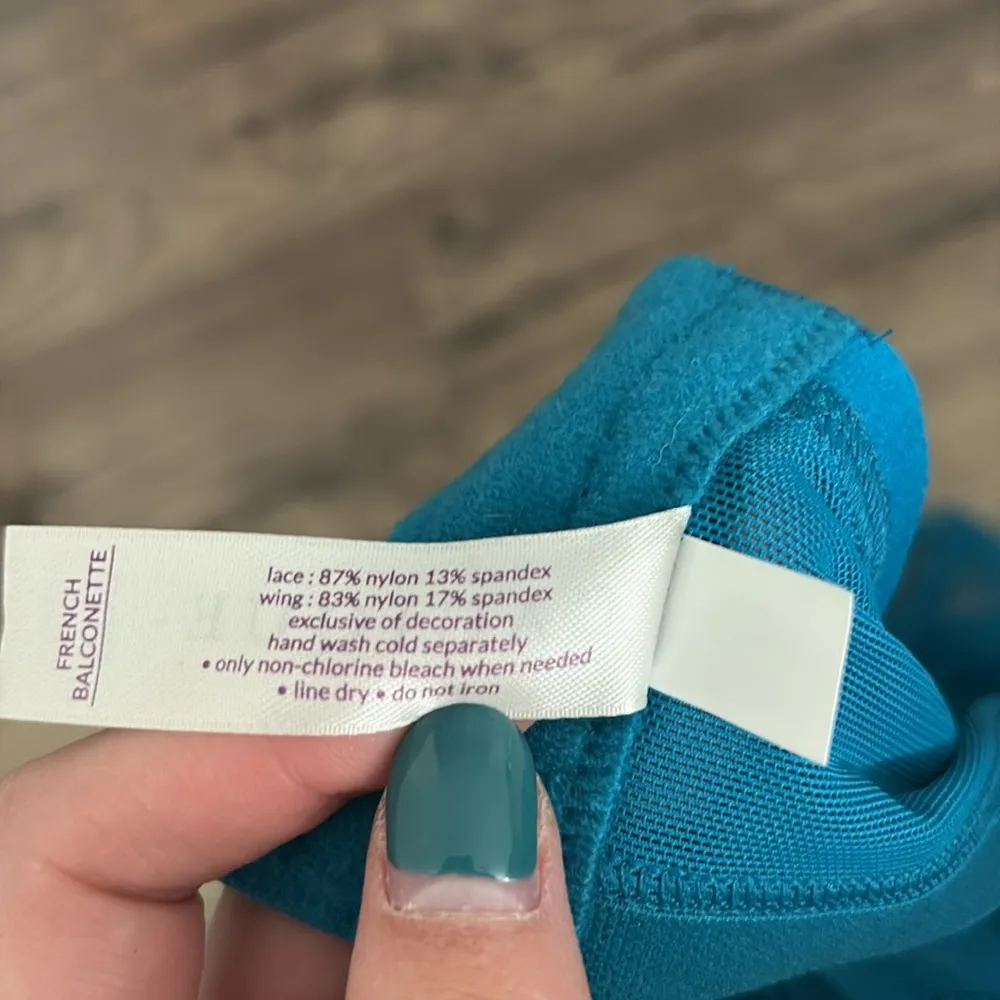 FRENCH
BALCONETTE
lace : 87% nylon 13% spandex
wing : 83% nylon 17% spandex
exclusive of decoration
hand wash cold separately
• only non-chlorine bleach when needed
• line dry • do not iron